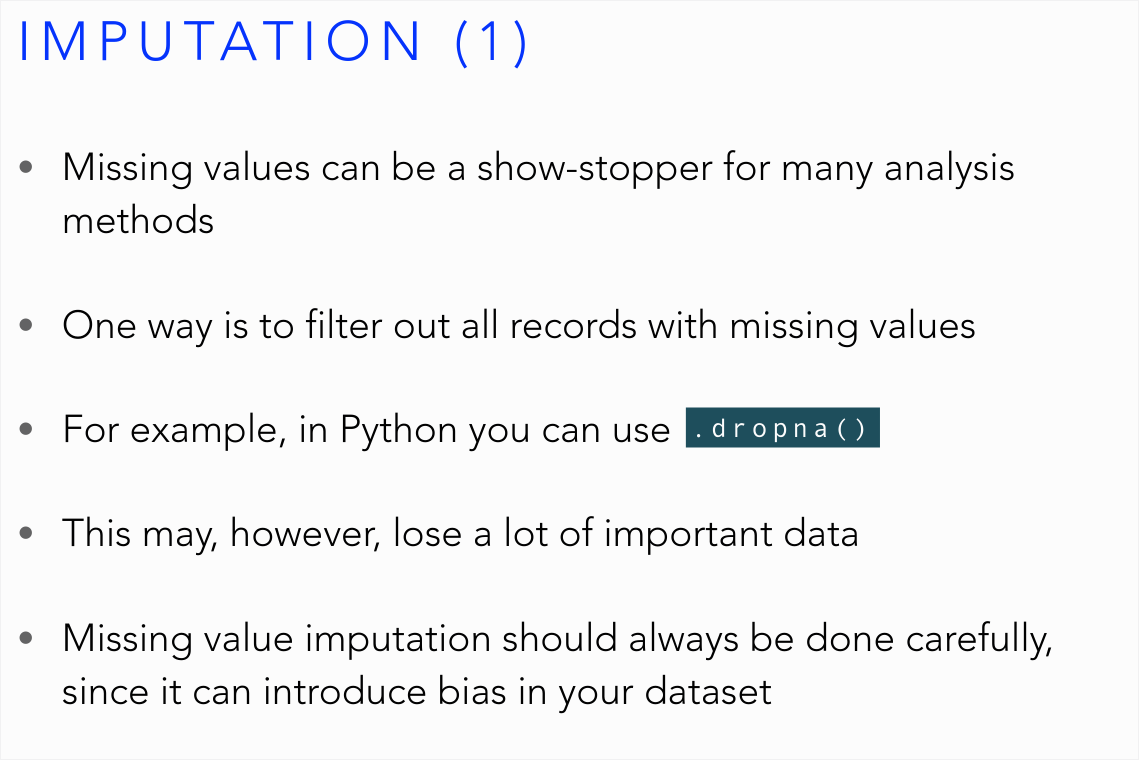 IMPUTATION (1)
• Missing values can be a show-stopper for many analysis
methods
• One way is to filter out all records with missing values
• For example, in Python you can use .dropna()
• This may, however, lose a lot of important data
• Missing value imputation should always be done carefully,
since it can introduce bias in your dataset